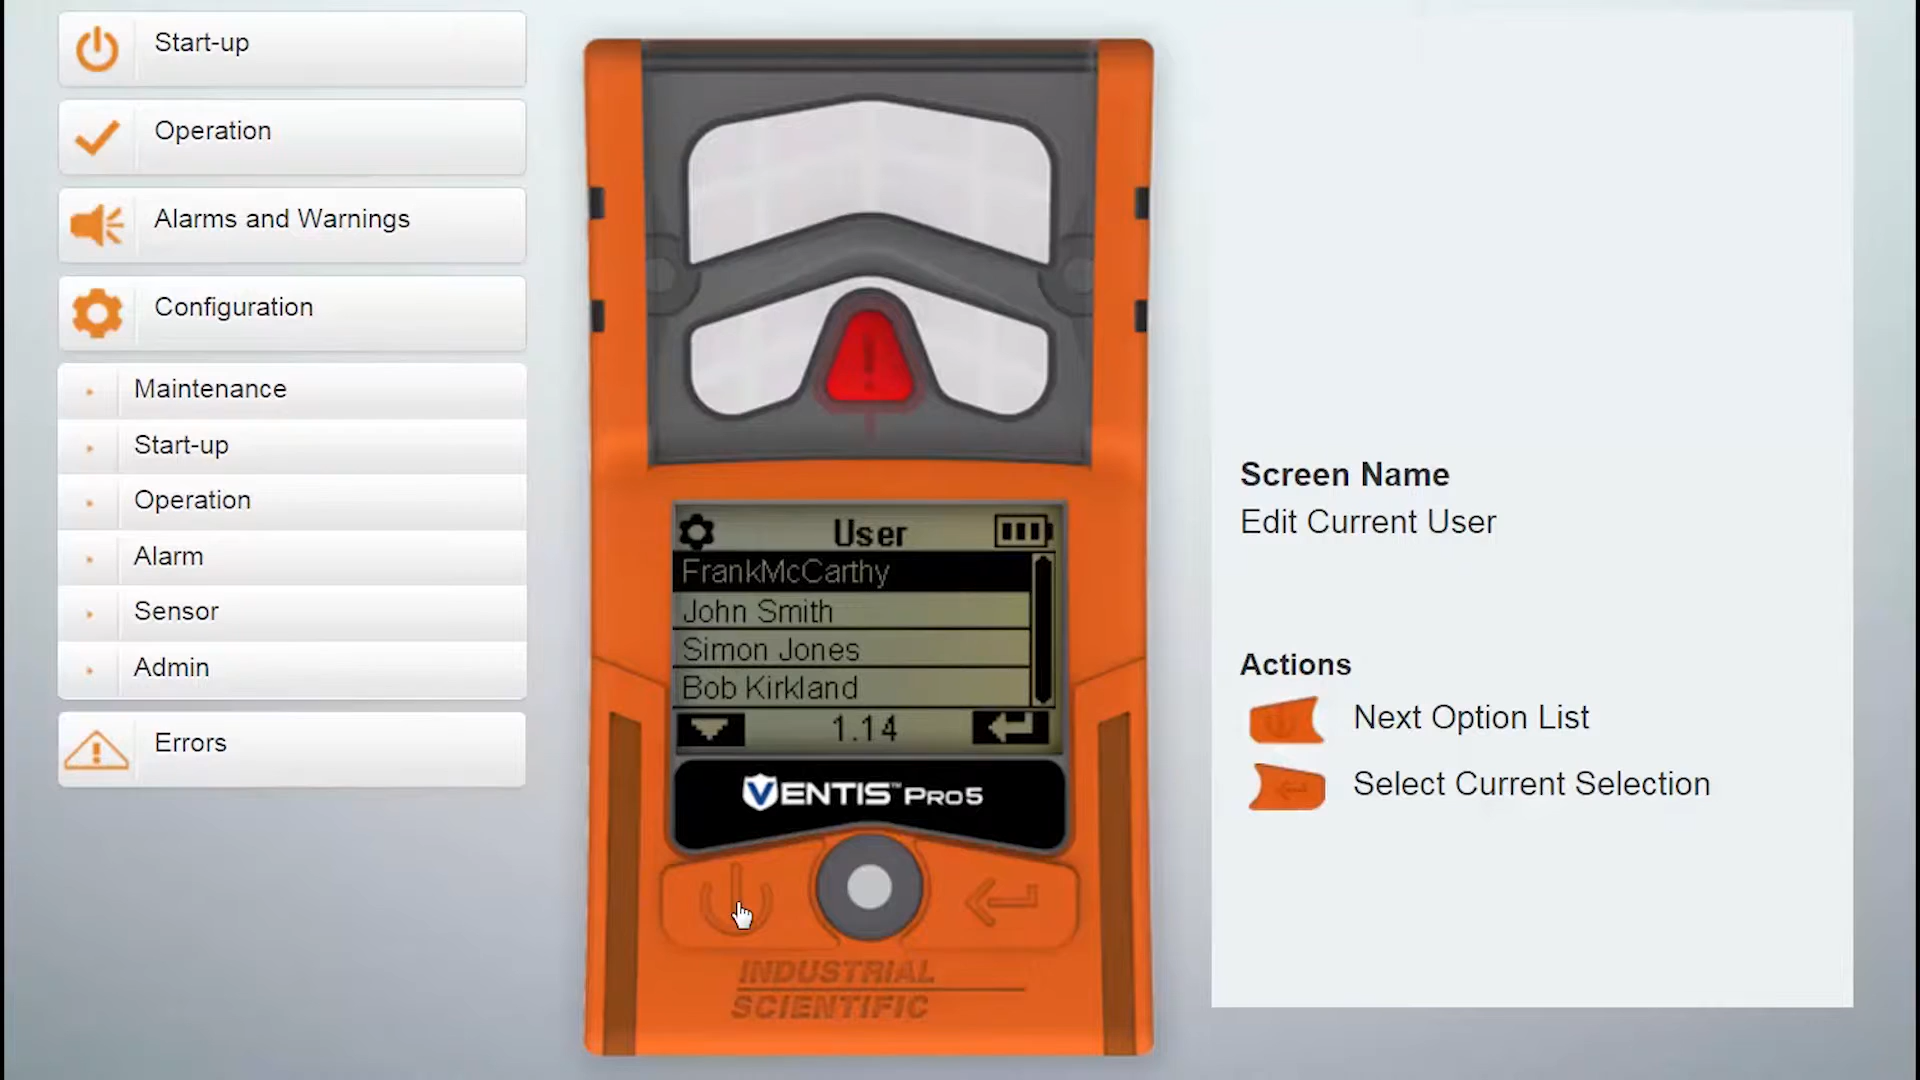 Start-up
Operation
Alarms and Warnings
Configuration
Maintenance
Start-up
Operation
Alarm
Sensor
Admin
Errors
User
FrankMcCarthy
John Smith
Simon Jones
Bob Kirkland
1.14
VENTIS™ PRO5
INDUSTRIAL
SCIENTIFIC
Screen Name
Edit Current User
Actions
Next Option List
Select Current Selection